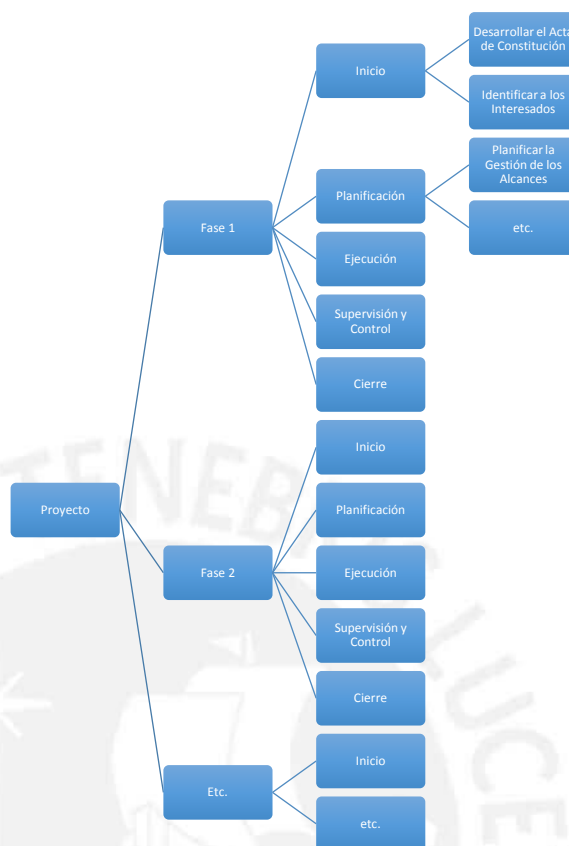 Desarrollar el Acta
de Constitución
Inicio
Identificar a los
Interesados
Planificar la
Gestión de los
Alcances
Planificación
Fase 1
etc.
Ejecución
Supervisión y
Control
Cierre
Inicio
Proyecto
Planificación
Fase 2
Ejecución
Supervisión y
Control
Cierre
Inicio
Etc.
etc.